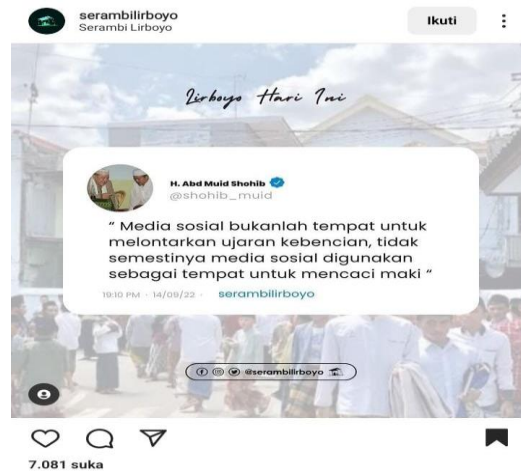 serambilirboyo
Serambi Lirboyo
Ikuti
Lirboyo Hari Ini
H. Abd Muid Shohib
@shohib_muid
“ Media sosial bukanlah tempat untuk
melontarkan ujaran kebencian, tidak
semestinya media sosial digunakan
sebagai tempat untuk mencaci maki “
19:10 PM · 14/09/22 · serambilirboyo
@serambilirboyo
7.081 suka